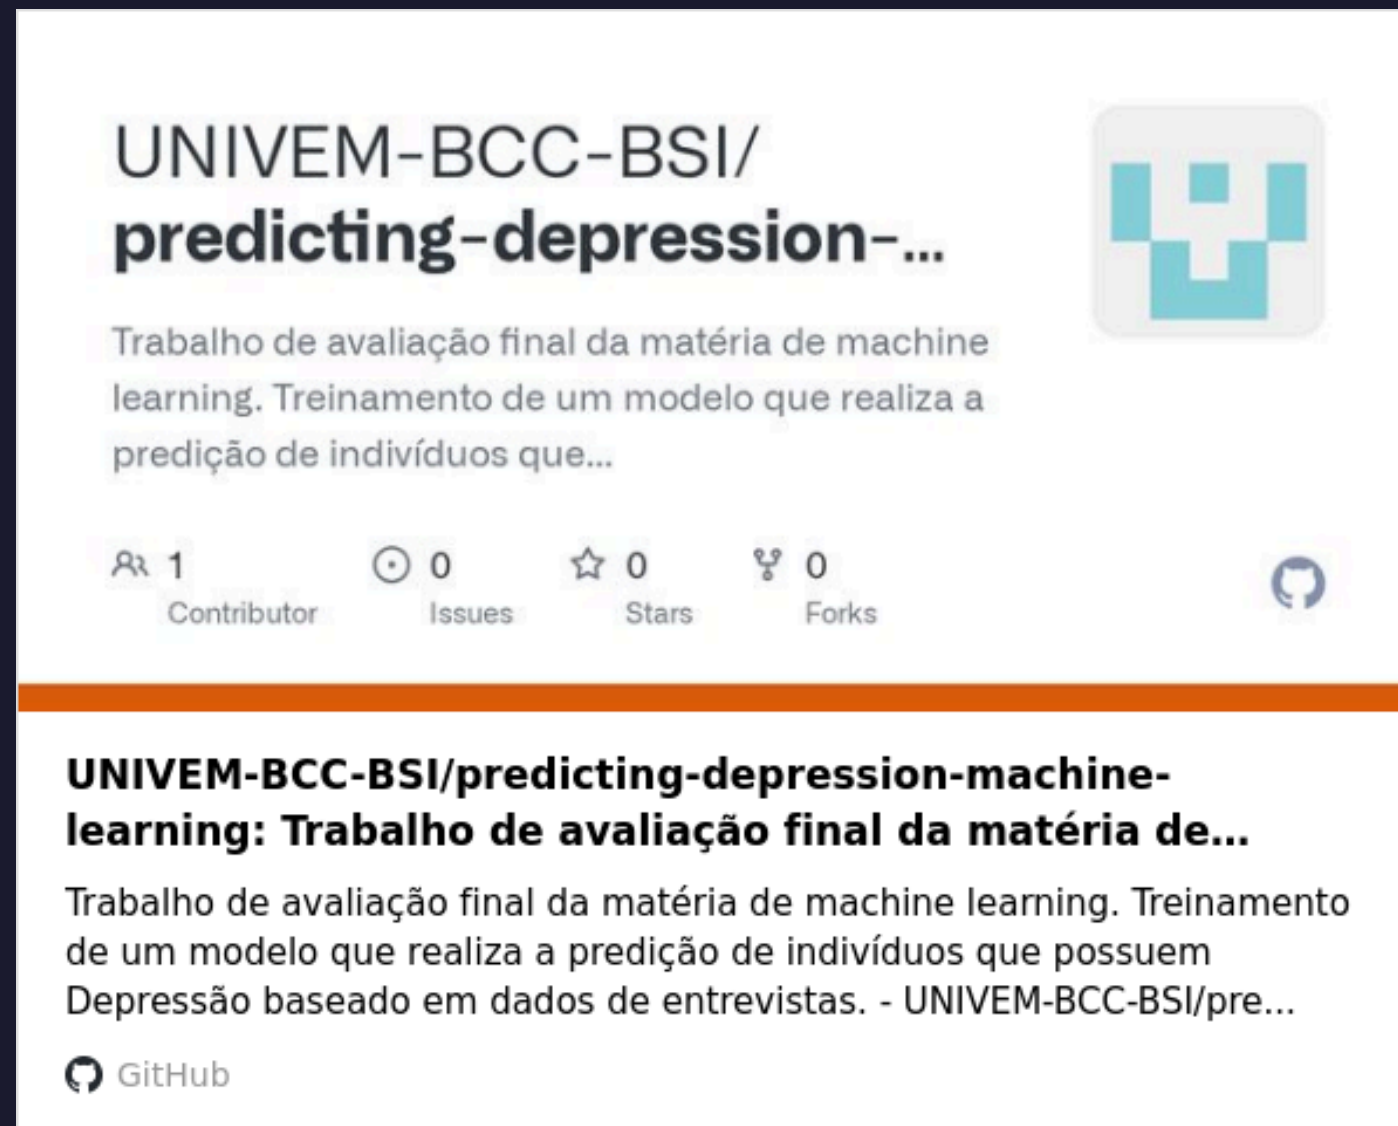 UNIVEM-BCC-BSI/
predicting-depression-...
Trabalho de avaliação final da matéria de machine
learning. Treinamento de um modelo que realiza a
predição de indivíduos que...
1
Contributor
0
Issues
0
Stars
0
Forks
UNIVEM-BCC-BSI/predicting-depression-machine-
learning: Trabalho de avaliação final da matéria de...
Trabalho de avaliação final da matéria de machine learning. Treinamento
de um modelo que realiza a predição de indivíduos que possuem
Depressão baseado em dados de entrevistas. - UNIVEM-BCC-BSI/pre...
GitHub